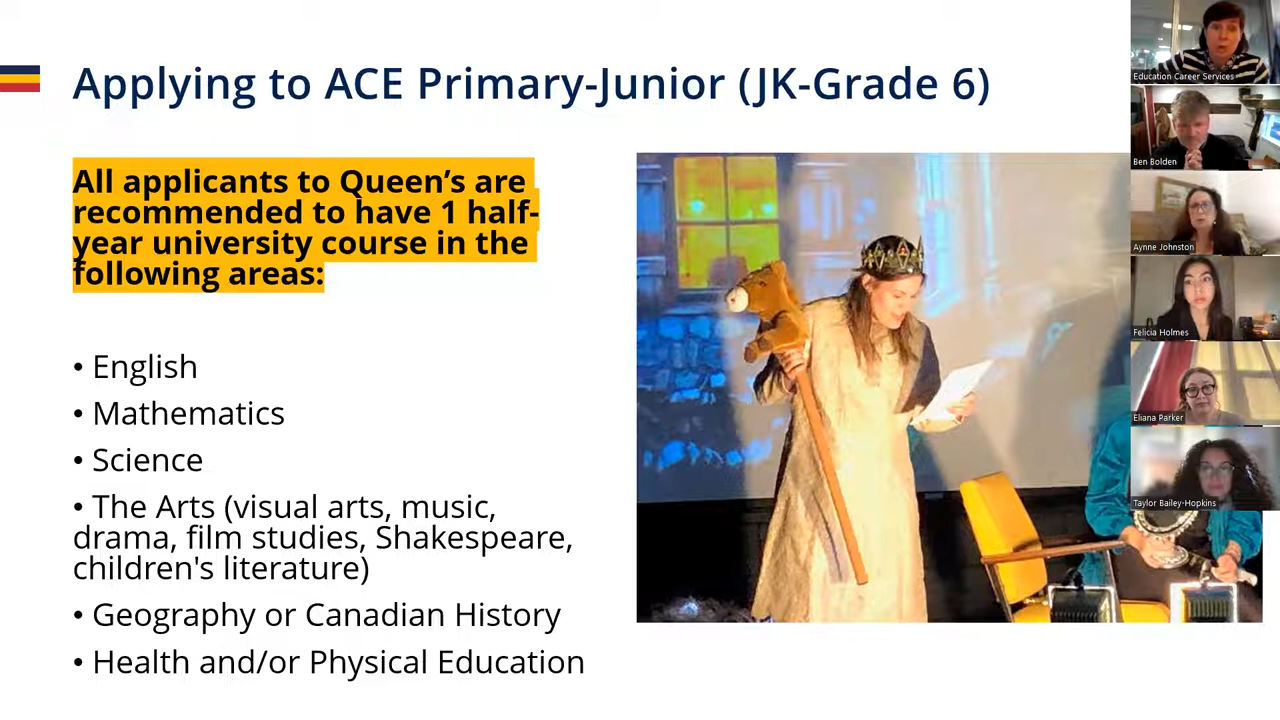 Applying to ACE Primary-Junior (JK-Grade 6)
All applicants to Queen’s are
recommended to have 1 half-
year university course in the
following areas:
• English
• Mathematics
• Science
• The Arts (visual arts, music,
drama, film studies, Shakespeare,
children's literature)
• Geography or Canadian History
• Health and/or Physical Education
Education Career Services
Ben Bolden
Aynne Johnston
Felicia Holmes
Eliana Parker
Taylor Bailey-Hopkins